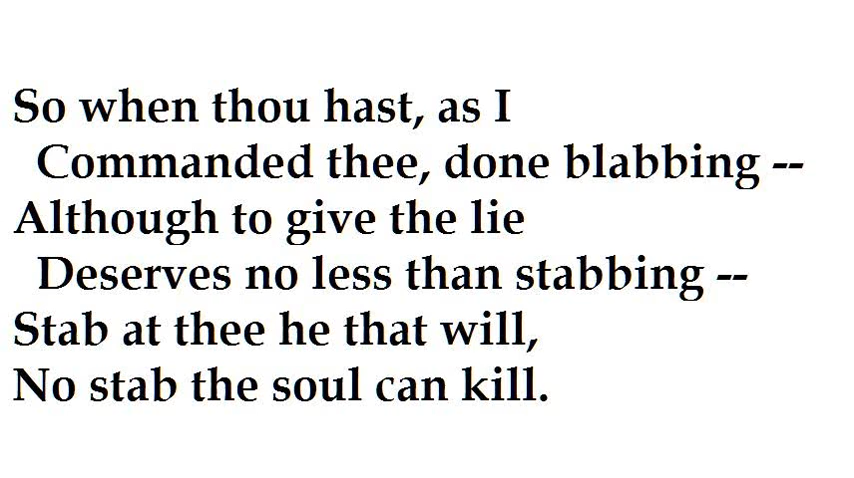 So when thou hast, as I
Commanded thee, done blabbing --
Although to give the lie
Deserves no less than stabbing --
Stab at thee he that will,
No stab the soul can kill.